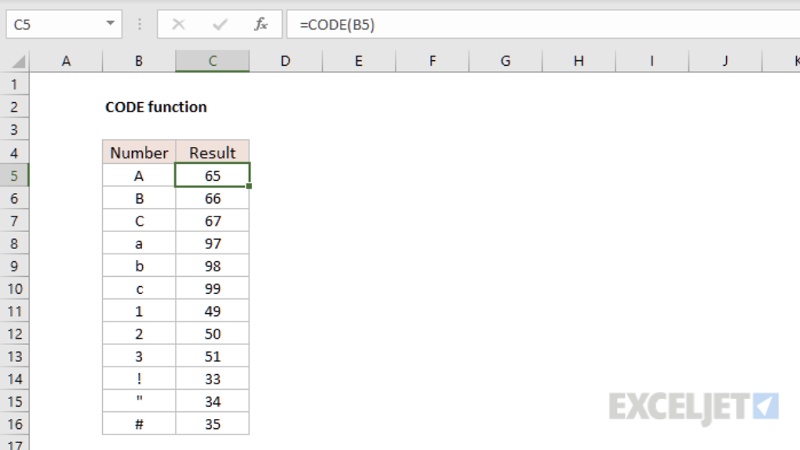 C5 fx =CODE(B5)
A B C D E F G H I J K
1
2 CODE function
3
4 Number Result
5 A 65
6 B 66
7 C 67
8 a 97
9 b 98
10 c 99
11 1 49
12 2 50
13 3 51
14 ! 33
15 " 34
16 # 35
17
EXCELJET